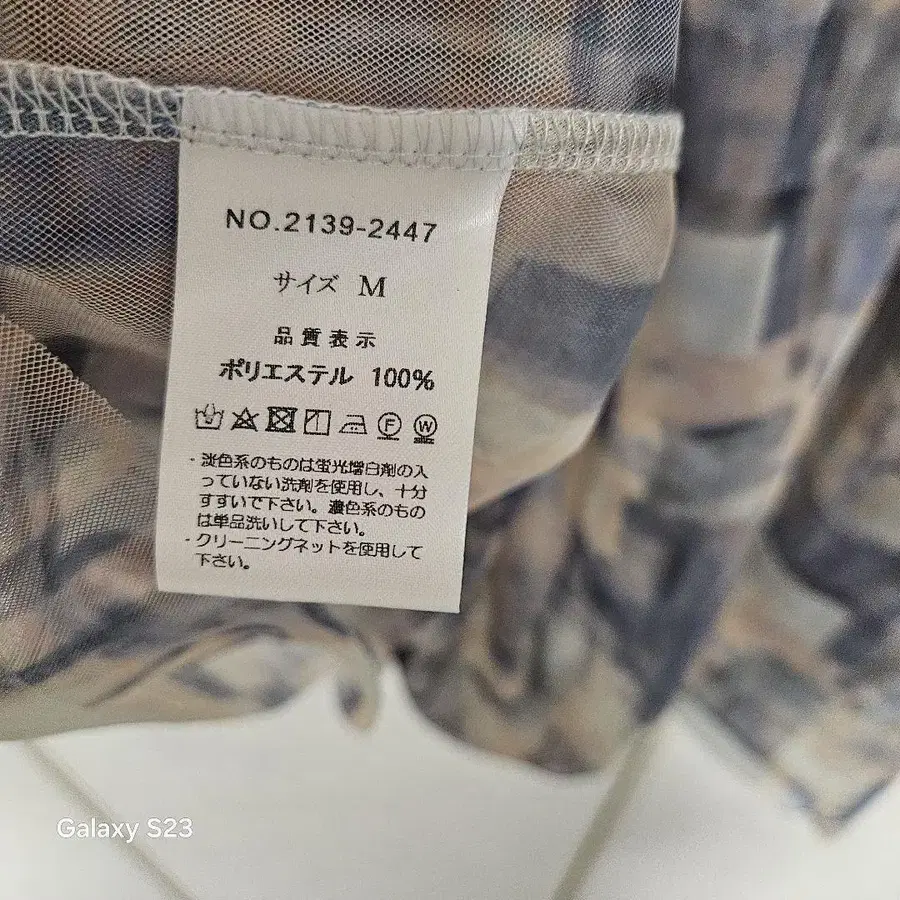 NO.2139-2447
サイズ M
品質表示
ポリエステル 100%
F W
・淡色系のものは蛍光増白剤の入
っていない洗剤を使用し、十分
すすいで下さい。濃色系のもの
は単品洗いして下さい。
・クリーニングネットを使用して
下さい。
Galaxy S23